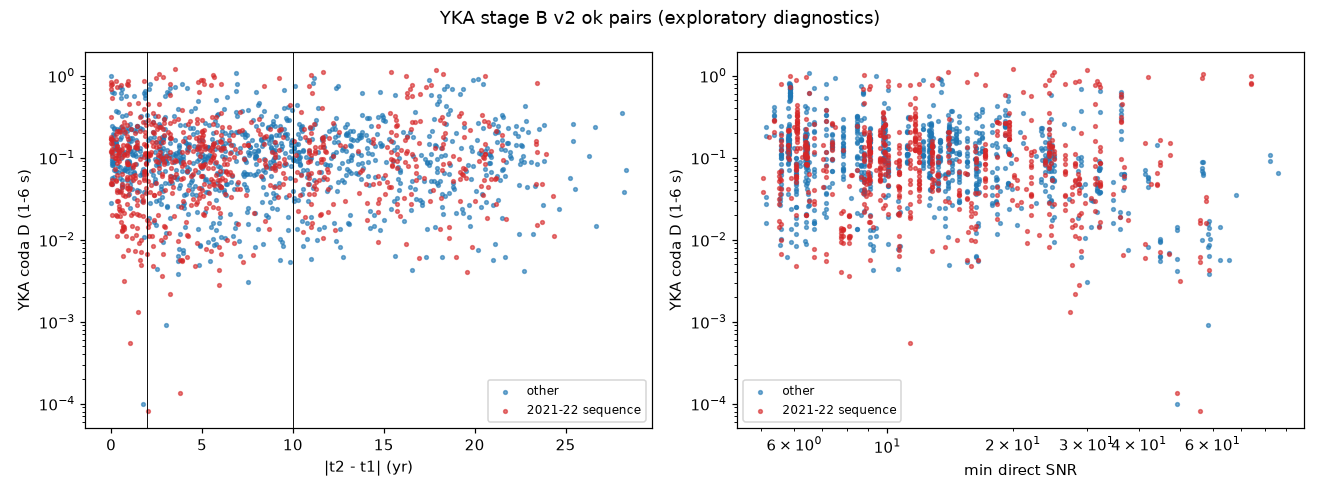 YKA stage B v2 ok pairs (exploratory diagnostics)
YKA coda D (1-6 s)
10⁰
10⁻¹
10⁻²
10⁻³
10⁻⁴
0 5 10 15 20 25
|t2 - t1| (yr)
other
2021-22 sequence
YKA coda D (1-6 s)
10⁰
10⁻¹
10⁻²
10⁻³
10⁻⁴
6 × 10⁰ 10¹ 2 × 10¹ 3 × 10¹ 4 × 10¹ 6 × 10¹
min direct SNR
other
2021-22 sequence